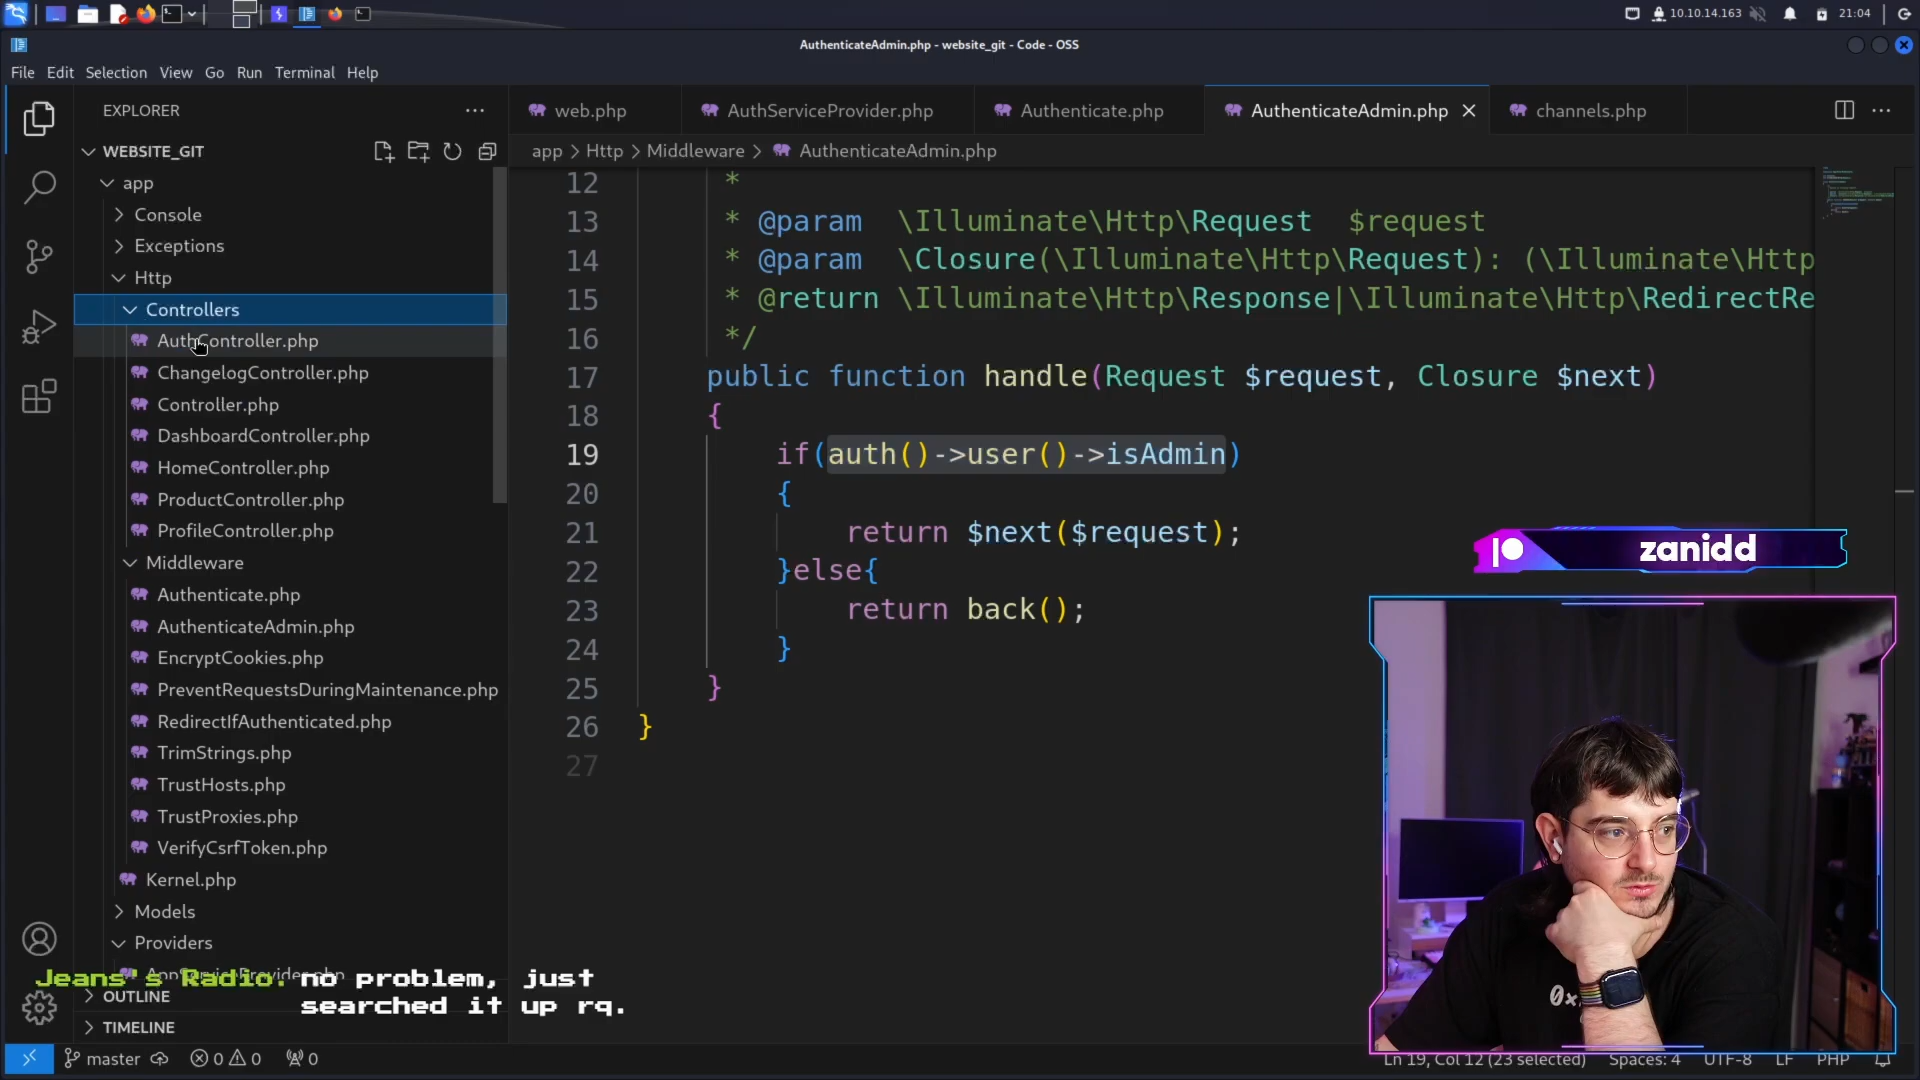 10.10.14.163
21:04
AuthenticateAdmin.php - website_git - Code - OSS
File Edit Selection View Go Run Terminal Help
EXPLORER
web.php
AuthServiceProvider.php
Authenticate.php
AuthenticateAdmin.php
channels.php
app > Http > Middleware > AuthenticateAdmin.php
WEBSITE_GIT
app
Console
Exceptions
Http
Controllers
AuthController.php
ChangelogController.php
Controller.php
DashboardController.php
HomeController.php
ProductController.php
ProfileController.php
Middleware
Authenticate.php
AuthenticateAdmin.php
EncryptCookies.php
PreventRequestsDuringMaintenance.php
RedirectIfAuthenticated.php
TrimStrings.php
TrustHosts.php
TrustProxies.php
VerifyCsrfToken.php
Kernel.php
Models
Providers
AppServiceProvider.php
OUTLINE
TIMELINE
12 *
13 * @param \Illuminate\Http\Request $request
14 * @param \Closure(\Illuminate\Http\Request): (\Illuminate\Http
15 * @return \Illuminate\Http\Response|\Illuminate\Http\RedirectRe
16 */
17 public function handle(Request $request, Closure $next)
18 {
19 if(auth()->user()->isAdmin)
20 {
21 return $next($request);
22 }else{
23 return back();
24 }
25 }
26 }
27
zanidd
Jeans's Radio: no problem, just
searched it up rq.
master
0 0
0
Ln 19, Col 12 (23 selected)
Spaces: 4
UTF-8
LF
PHP